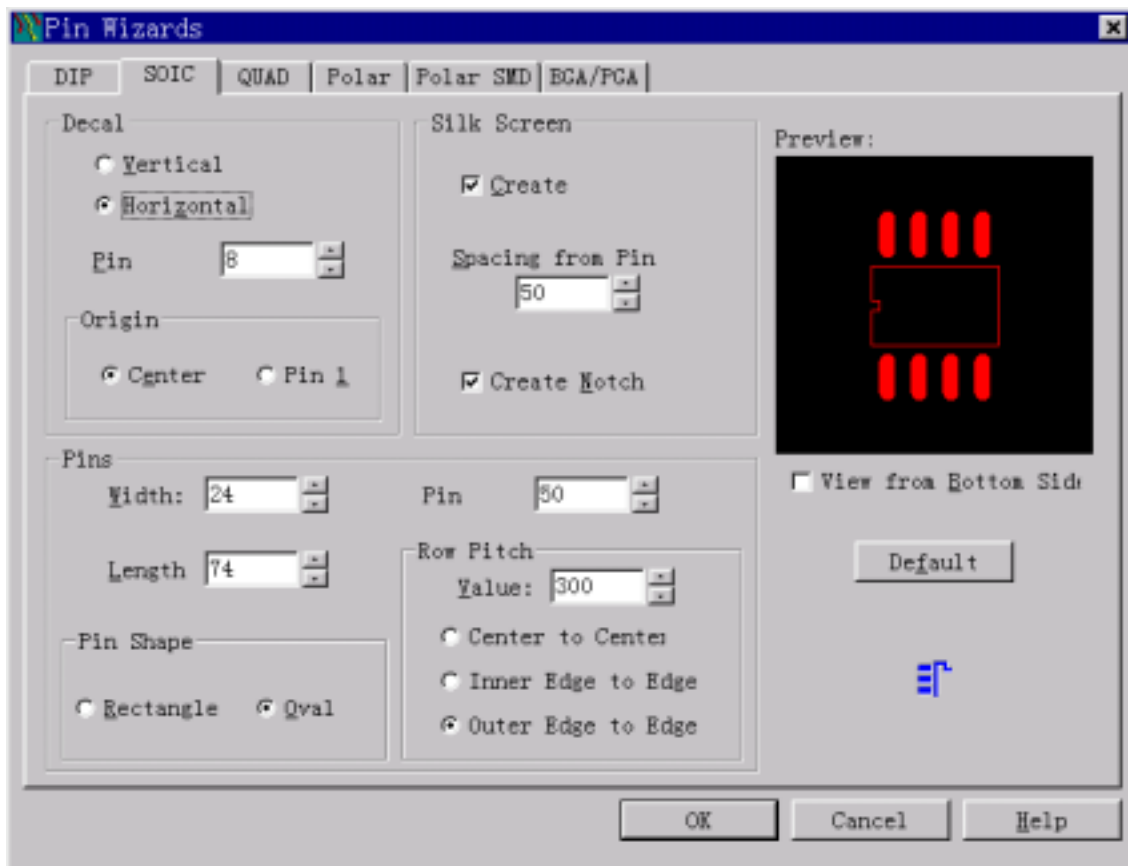 Pin Wizards
DIP SOIC QUAD Polar Polar SMD BGA/PGA
Decal
Vertical
Horizontal
Pin 8
Origin
Center Pin 1
Silk Screen
Create
Spacing from Pin
50
Create Notch
Preview:
View from Bottom Side
Default
Pins
Width: 24
Pin 50
Length 74
Row Pitch
Value: 300
Center to Center
Inner Edge to Edge
Outer Edge to Edge
Pin Shape
Rectangle Oval
OK Cancel Help